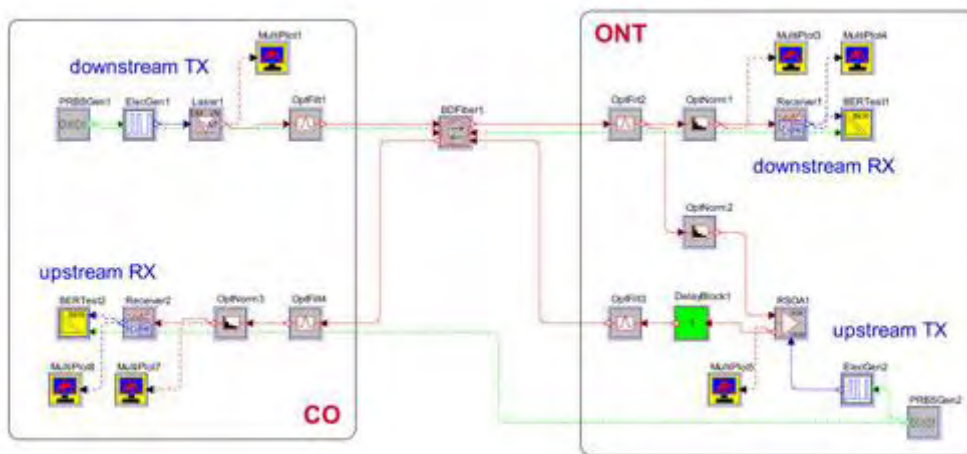 ONT
MultiPlot1
MultiPlot3
MultiPlot4
downstream TX
PRBSGen1
ElecGen1
Laser1
OptFilt1
BDFiber1
OptFilt2
OptNorm1
Receiver1
BERTest1
downstream RX
OptNorm2
upstream RX
BERTest2
Receiver2
OptNorm3
OptFilt4
OptFilt3
DelayBlock1
RSOA1
upstream TX
MultiPlot8
MultiPlot7
MultiPlot5
ElecGen2
PRBSGen2
CO